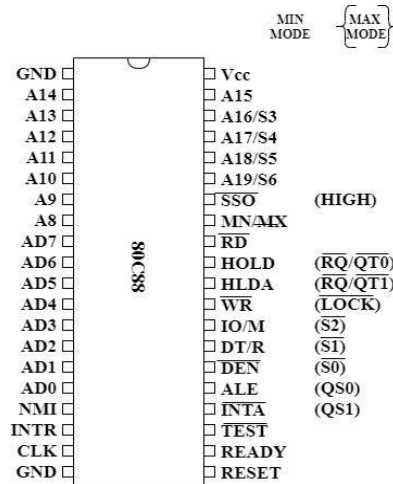 MIN MODE MAX MODE
GND Vcc
A14 A15
A13 A16/S3
A12 A17/S4
A11 A18/S5
A10 A19/S6
A9 SSO (HIGH)
A8 MN/MX
AD7 RD
AD6 HOLD (RQ/QT0)
AD5 HLDA (RQ/QT1)
AD4 WR (LOCK)
AD3 IO/M (S2)
AD2 DT/R (S1)
AD1 DEN (S0)
AD0 ALE (QS0)
NMI INTA (QS1)
INTR TEST
CLK READY
GND RESET
80C88